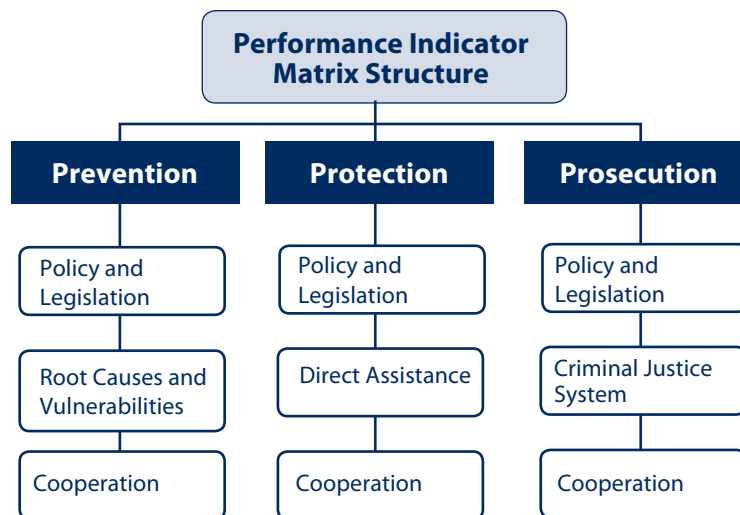 Performance Indicator
Matrix Structure
Prevention
Protection
Prosecution
Policy and
Legislation
Policy and
Legislation
Policy and
Legislation
Root Causes and
Vulnerabilities
Direct Assistance
Criminal Justice
System
Cooperation
Cooperation
Cooperation